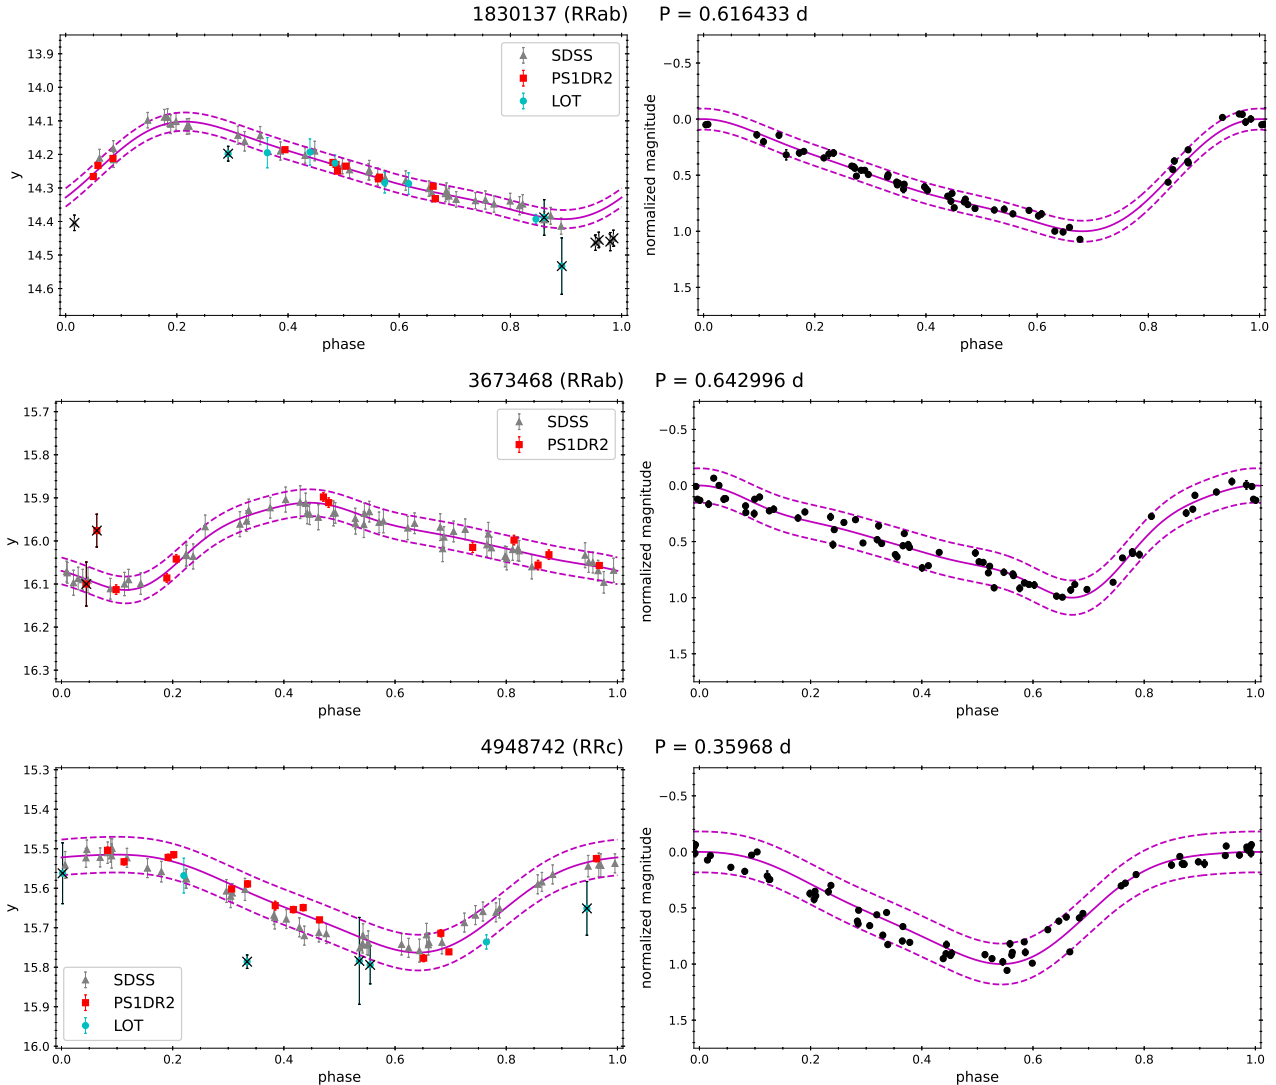 1830137 (RRab) P = 0.616433 d
13.9
14.0
14.1
14.2
14.3
14.4
14.5
14.6
y
SDSS
PS1DR2
LOT
0.0 0.2 0.4 0.6 0.8 1.0
phase
−0.5
0.0
0.5
1.0
1.5
normalized magnitude
0.0 0.2 0.4 0.6 0.8 1.0
phase
3673468 (RRab) P = 0.642996 d
15.7
15.8
15.9
16.0
16.1
16.2
16.3
y
SDSS
PS1DR2
0.0 0.2 0.4 0.6 0.8 1.0
phase
−0.5
0.0
0.5
1.0
1.5
normalized magnitude
0.0 0.2 0.4 0.6 0.8 1.0
phase
4948742 (RRc) P = 0.35968 d
15.3
15.4
15.5
15.6
15.7
15.8
15.9
16.0
y
SDSS
PS1DR2
LOT
0.0 0.2 0.4 0.6 0.8 1.0
phase
−0.5
0.0
0.5
1.0
1.5
normalized magnitude
0.0 0.2 0.4 0.6 0.8 1.0
phase